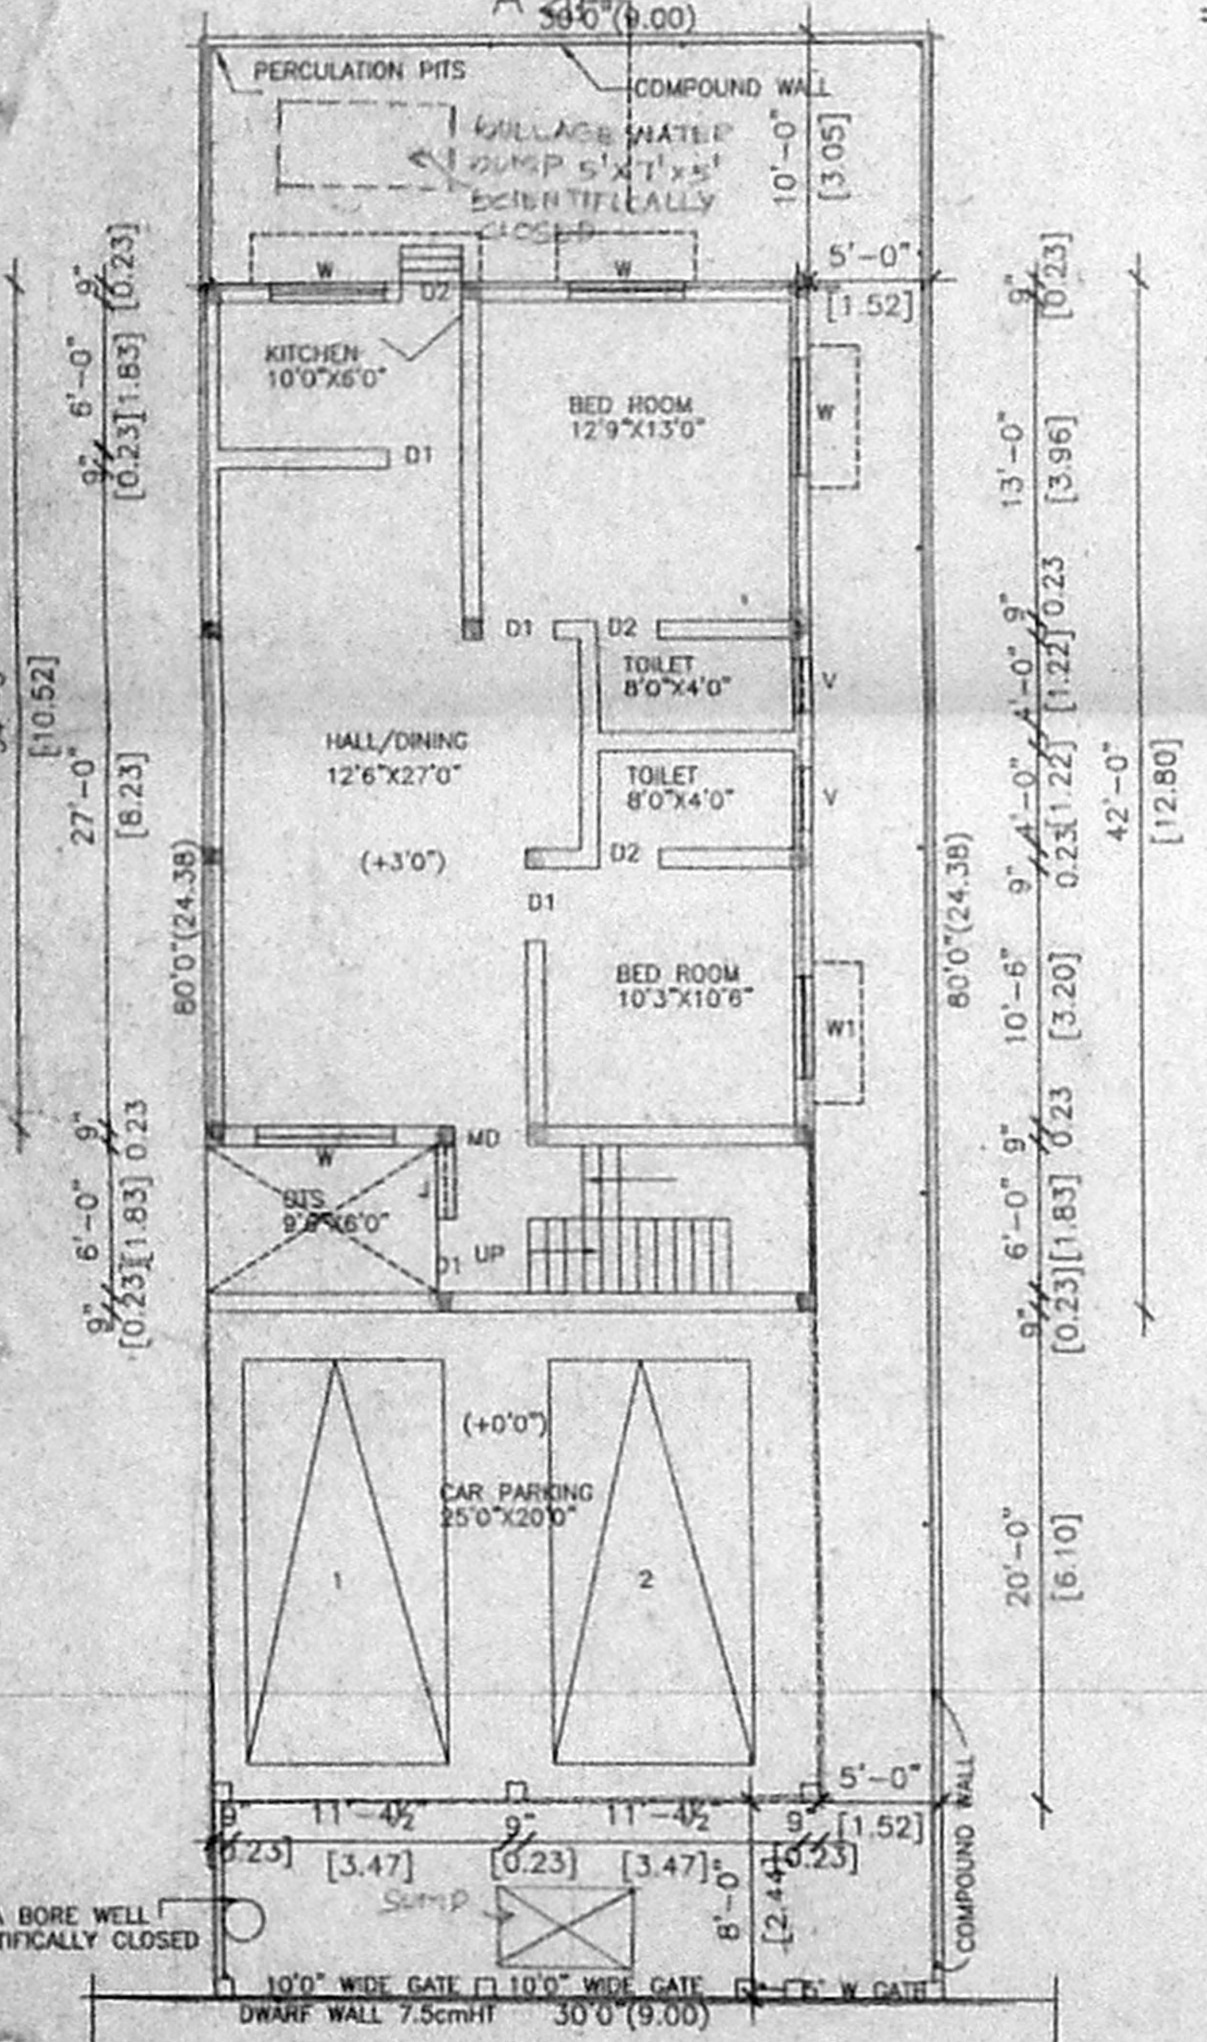 30'0"(9.00)
PERCULATION PITS
COMPOUND WALL
SULLAGE WATER
SUMP 5'X7'X5'
SCIENTIFICALLY
CLOSED
10'-0"
[3.05]
5'-0"
[1.52]
W
W
D2
KITCHEN
10'0"X6'0"
BED ROOM
12'9"X13'0"
W
D1
D1
D2
TOILET
8'0"X4'0"
V
HALL/DINING
12'6"X27'0"
TOILET
8'0"X4'0"
V
(+3'0")
D2
D1
BED ROOM
10'3"X10'6"
W1
MD
W
OTS
UP
D1
(+0'0")
CAR PARKING
25'0"X20'0"
1
2
9"
[0.23]
6'-0"
[1.83]
9"
[0.23]
27'-0"
[8.23]
[10.52]
80'0"(24.38)
9"
0.23
6'-0"
[1.83]
9"
[0.23]
9"
[0.23]
13'-0"
[3.96]
9"
0.23
4'-0"
[1.22]
4'-0"
[1.22]
9"
0.23
10'-6"
[3.20]
9"
0.23
6'-0"
[1.83]
9"
[0.23]
20'-0"
[6.10]
42'-0"
[12.80]
80'0"(24.38)
5'-0"
9" 11'-4½" 9" 11'-4½" 9" [1.52]
[0.23] [3.47] [0.23] [3.47] [0.23]
8'-0"
[2.44]
SUMP
COMPOUND WALL
BORE WELL
TIFICALLY CLOSED
10'0" WIDE GATE 10'0" WIDE GATE
DWARF WALL 7.5cmHT 30'0"(9.00)